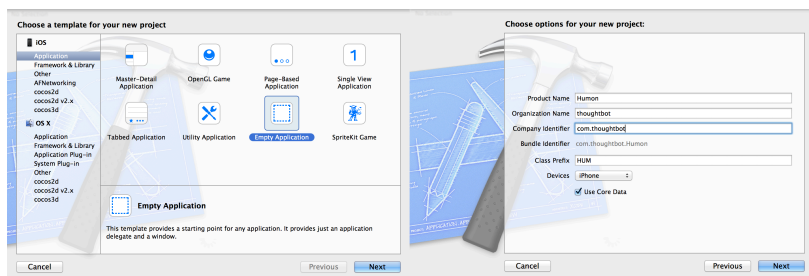 Choose a template for your new project
iOS
Application
Framework & Library
Other
AFNetworking
cocos2d
cocos2d v2.x
cocos3d
OS X
Application
Framework & Library
Application Plug-in
System Plug-in
Other
cocos2d
cocos2d v2.x
cocos3d
Master-Detail
Application
OpenGL Game
Page-Based
Application
1
Single View
Application
Tabbed Application
Utility Application
Empty Application
SpriteKit Game
Empty Application
This template provides a starting point for any application. It provides just an application
delegate and a window.
Cancel
Previous
Next
Choose options for your new project:
Product Name Humon
Organization Name thoughtbot
Company Identifier com.thoughtbot
Bundle Identifier com.thoughtbot.Humon
Class Prefix HUM
Devices iPhone
Use Core Data
Cancel
Previous
Next